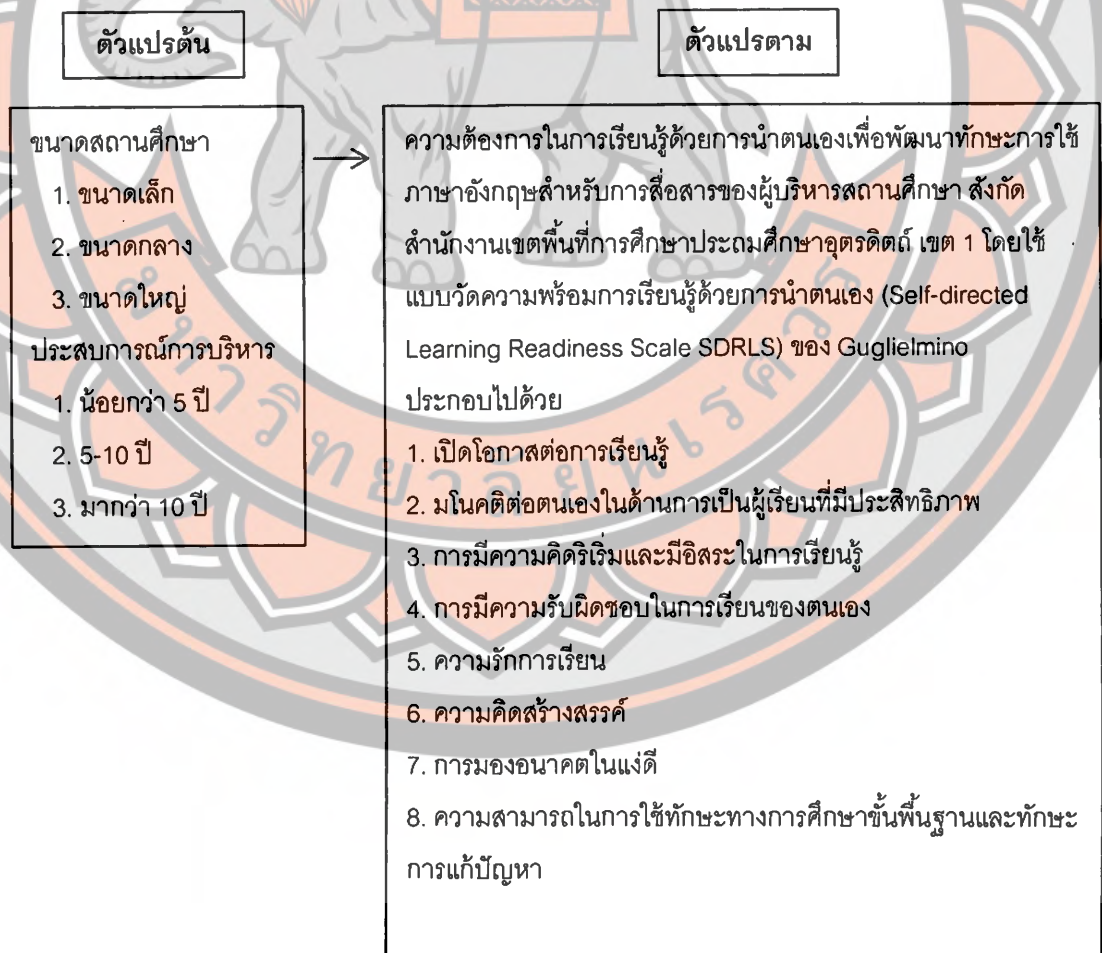 ตัวแปรต้น
ตัวแปรตาม
ขนาดสถานศึกษา
1. ขนาดเล็ก
2. ขนาดกลาง
3. ขนาดใหญ่
ประสบการณ์การบริหาร
1. น้อยกว่า 5 ปี
2. 5-10 ปี
3. มากว่า 10 ปี
ความต้องการในการเรียนรู้ด้วยการนำตนเองเพื่อพัฒนาทักษะการใช้
ภาษาอังกฤษสำหรับการสื่อสารของผู้บริหารสถานศึกษา สังกัด
สำนักงานเขตพื้นที่การศึกษาประถมศึกษาอุตรดิตถ์ เขต 1 โดยใช้
แบบวัดความพร้อมการเรียนรู้ด้วยการนำตนเอง (Self-directed
Learning Readiness Scale SDRLS) ของ Guglielmino
ประกอบไปด้วย
1. เปิดโอกาสต่อการเรียนรู้
2. มโนคติต่อตนเองในด้านการเป็นผู้เรียนที่มีประสิทธิภาพ
3. การมีความคิดริเริ่มและมีอิสระในการเรียนรู้
4. การมีความรับผิดชอบในการเรียนของตนเอง
5. ความรักการเรียน
6. ความคิดสร้างสรรค์
7. การมองอนาคตในแง่ดี
8. ความสามารถในการใช้ทักษะทางการศึกษาขั้นพื้นฐานและทักษะ
การแก้ปัญหา
มหาวิทยาลัยนเรศวร